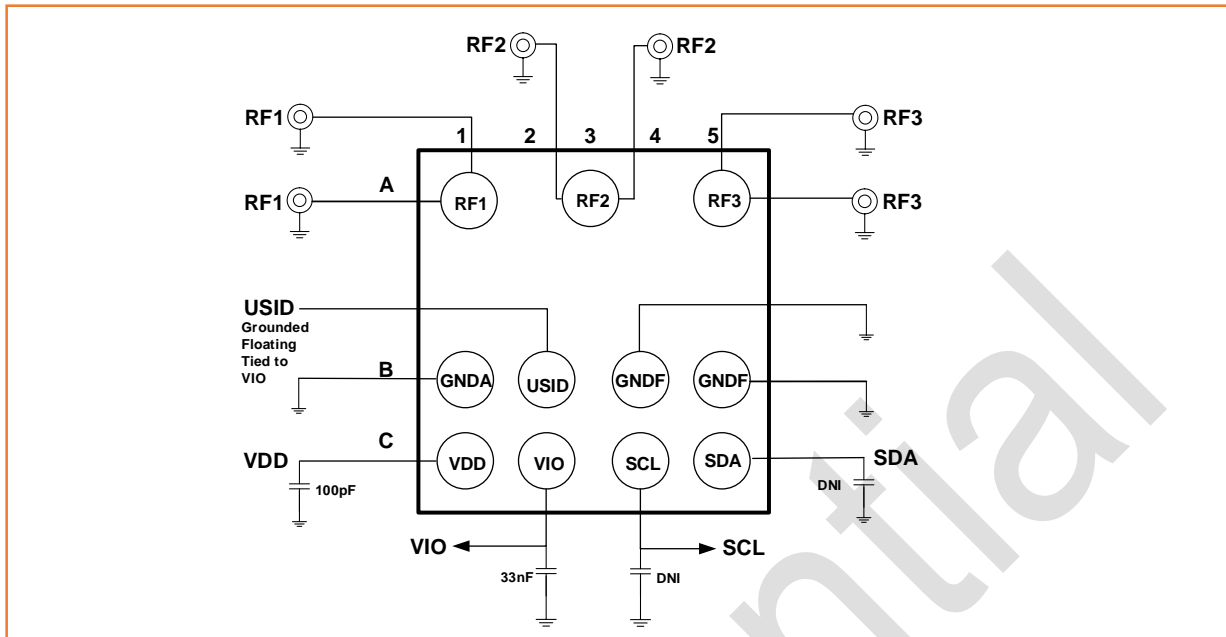 RF2 RF2
RF1 RF3
1 2 3 4 5
A
RF1 RF1 RF2 RF3 RF3
USID
Grounded
Floating
Tied to
VIO
B
GNDA USID GNDF GNDF
C
VDD VDD VIO SCL SDA SDA
100pF DNI
VIO SCL
33nF DNI
ntial